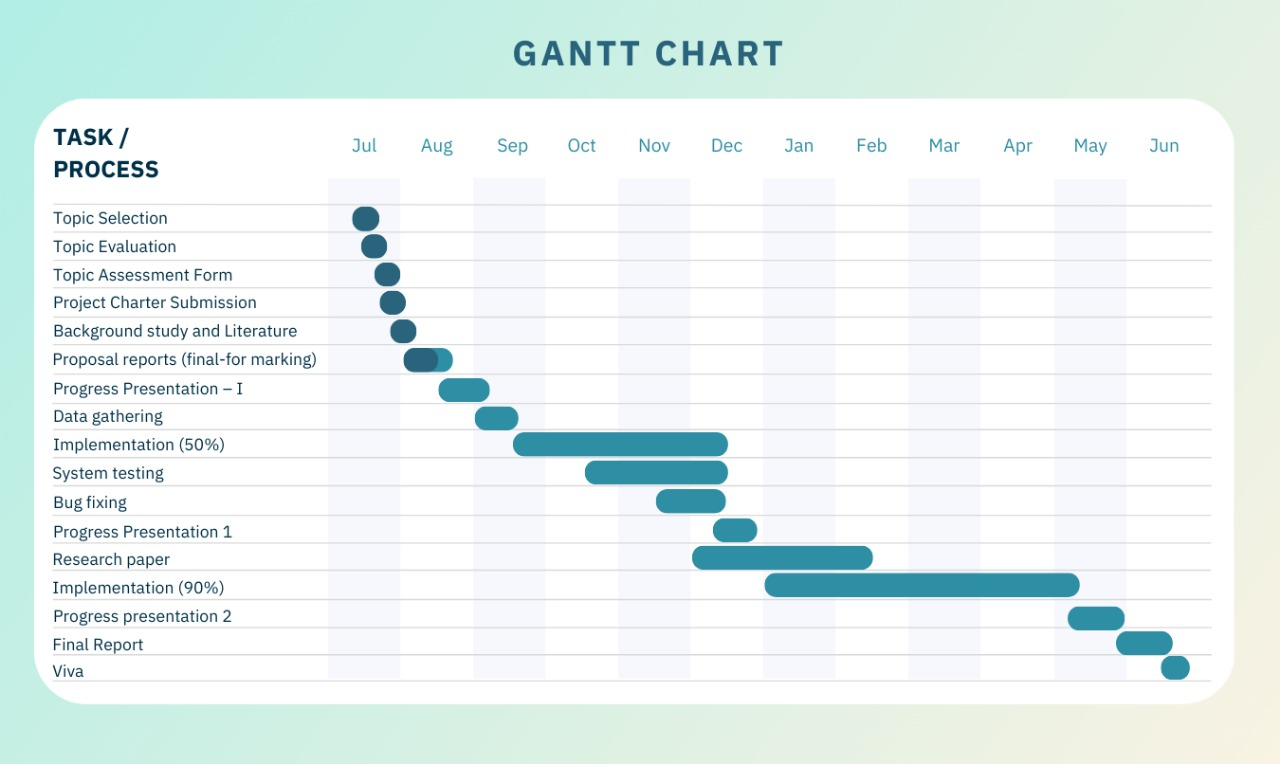 GANTT CHART
TASK /
PROCESS
Jul Aug Sep Oct Nov Dec Jan Feb Mar Apr May Jun
Topic Selection
Topic Evaluation
Topic Assessment Form
Project Charter Submission
Background study and Literature
Proposal reports (final-for marking)
Progress Presentation – I
Data gathering
Implementation (50%)
System testing
Bug fixing
Progress Presentation 1
Research paper
Implementation (90%)
Progress presentation 2
Final Report
Viva